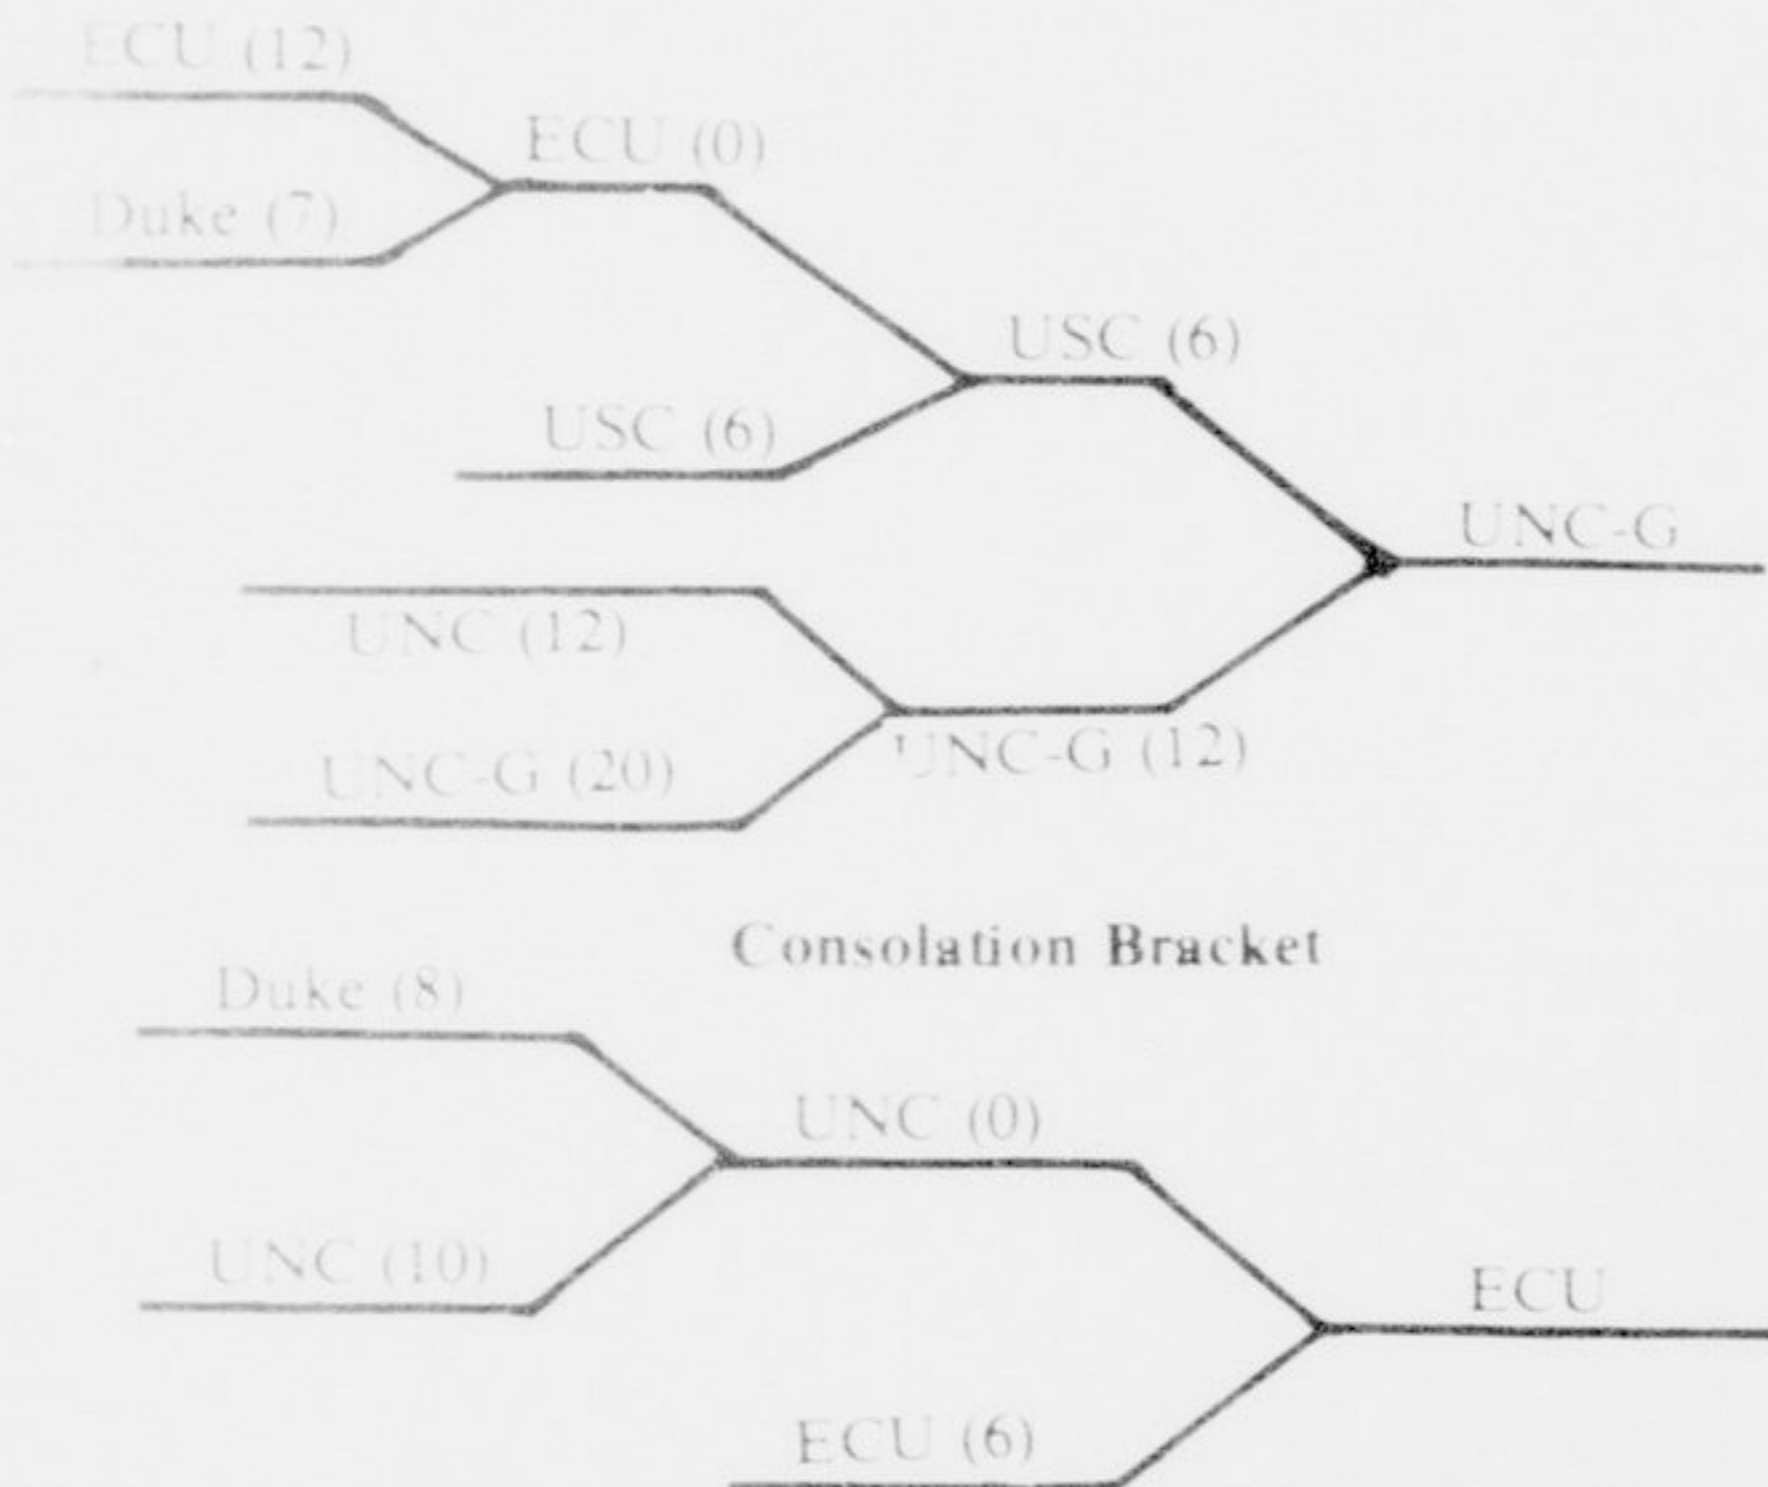 ECU (12)
ECU (0)
Duke (7)
USC (6)
USC (6)
UNC-G
UNC (12)
UNC-G (12)
UNC-G (20)
Consolation Bracket
Duke (8)
UNC (0)
UNC (10)
ECU
ECU (6)